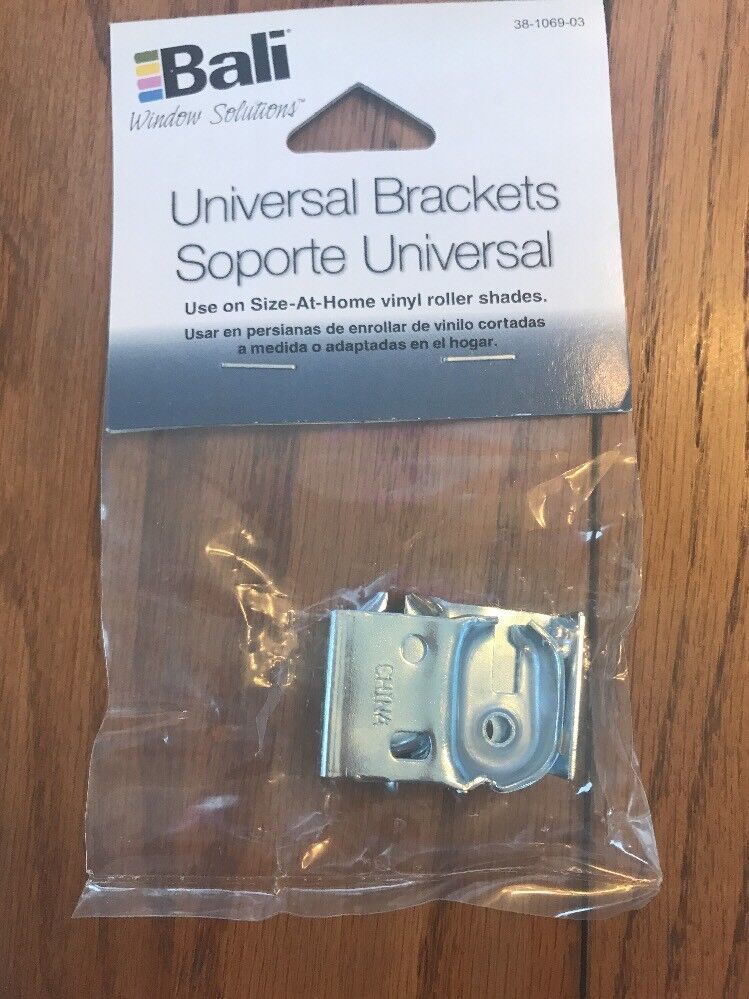 38-1069-03
Bali®
Window Solutions™
Universal Brackets
Soporte Universal
Use on Size-At-Home vinyl roller shades.
Usar en persianas de enrollar de vinilo cortadas
a medida o adaptadas en el hogar.
CHINA